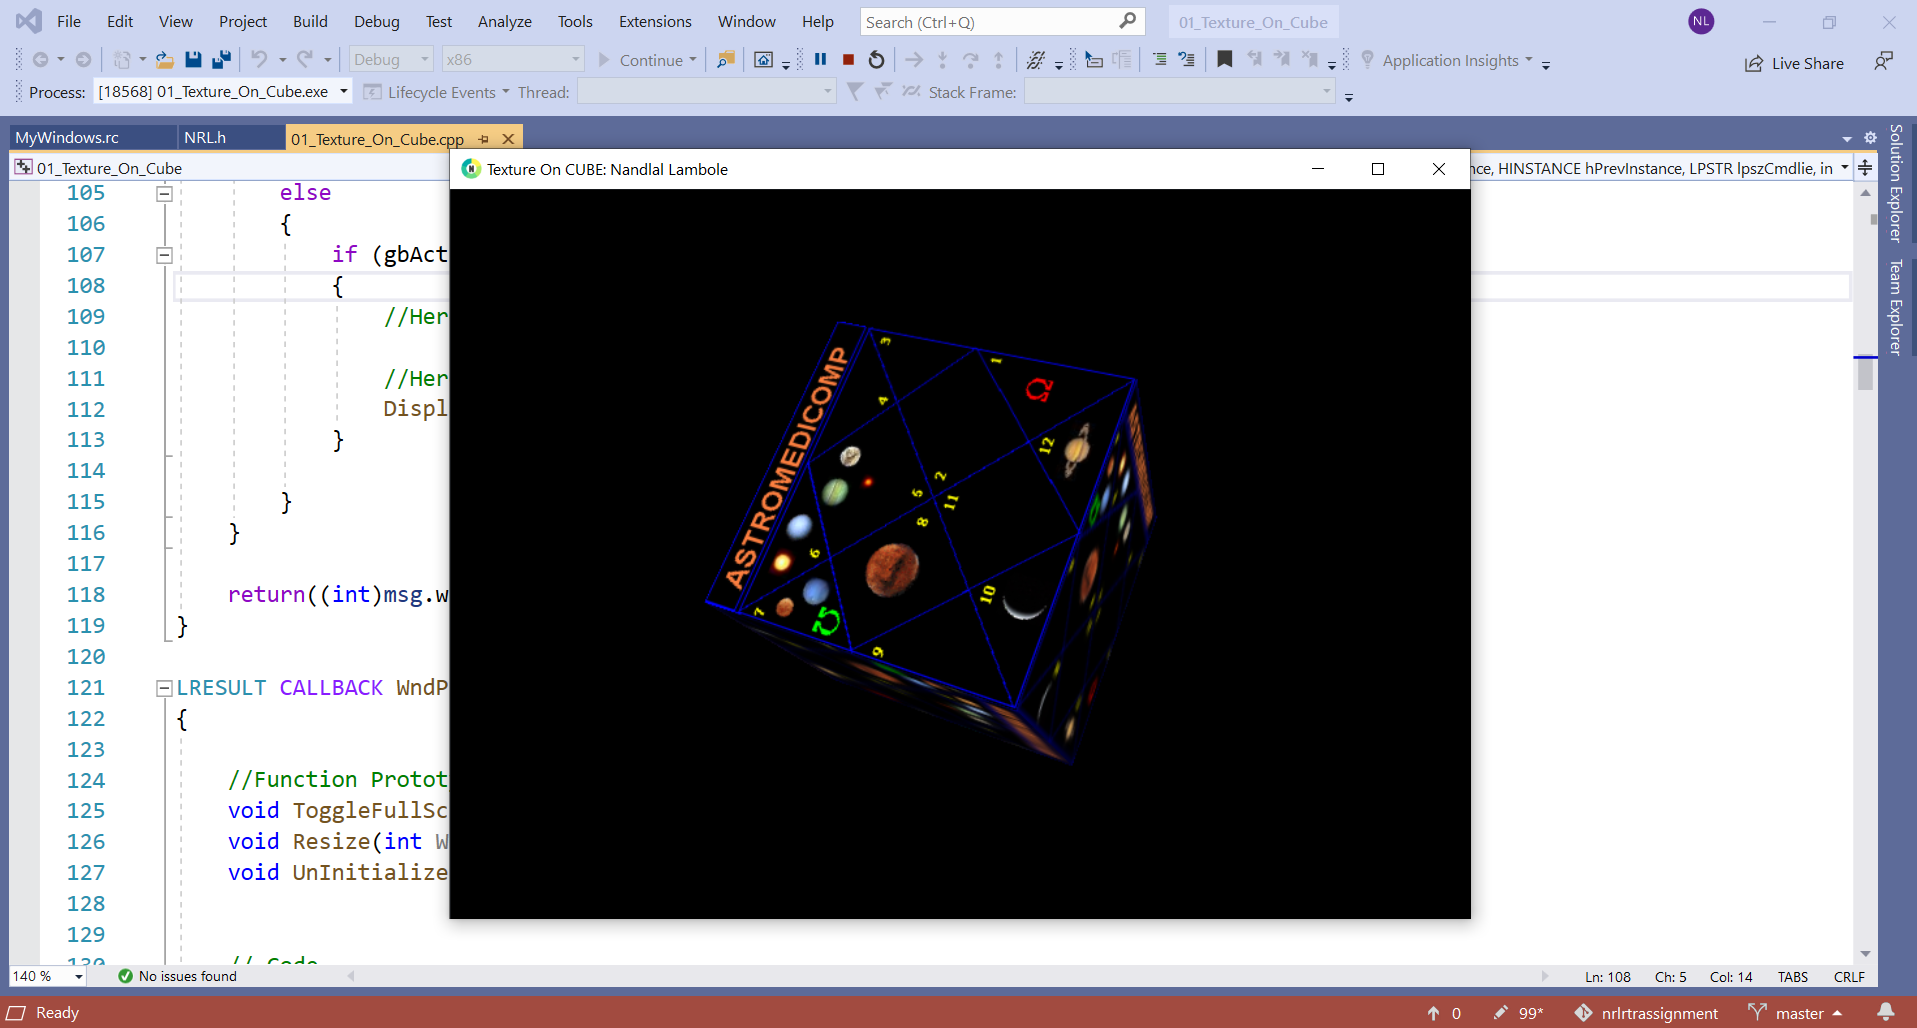 File Edit View Project Build Debug Test Analyze Tools Extensions Window Help Search (Ctrl+Q) 01_Texture_On_Cube NL
Debug x86 Continue Application Insights Live Share
Process: [18568] 01_Texture_On_Cube.exe Lifecycle Events Thread: Stack Frame:
MyWindows.rc NRL.h 01_Texture_On_Cube.cpp
01_Texture_On_Cube
nce, HINSTANCE hPrevInstance, LPSTR lpszCmdlie, in
Solution Explorer
Team Explorer
Texture On CUBE: Nandlal Lambole
105 else
106 {
107 if (gbAct
108 {
109 //Her
110
111 //Her
112 Displ
113 }
114
115 }
116 }
117
118 return((int)msg.w
119 }
120
121 LRESULT CALLBACK WndP
122 {
123
124 //Function Protot
125 void ToggleFullSc
126 void Resize(int W
127 void UnInitialize
128
129
130 // Code
ASTROMEDICOMP
3
1
4
Ω
12
2
5
11
8
6
10
7
Ω
9
140 % No issues found Ln: 108 Ch: 5 Col: 14 TABS CRLF
Ready 0 99* nrlrtrassignment master